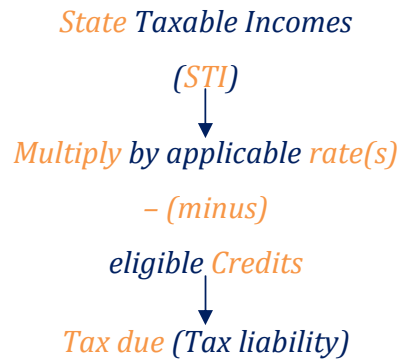 State Taxable Incomes
(STI)
Multiply by applicable rate(s)
– (minus)
eligible Credits
Tax due (Tax liability)